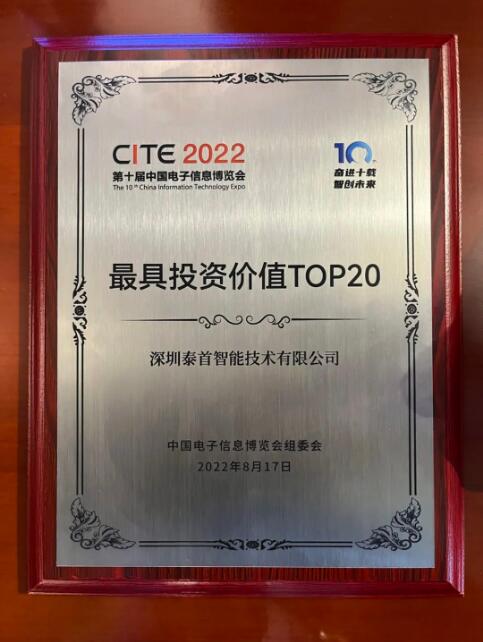 CITE 2022
第十届中国电子信息博览会
The 10th China Information Technology Expo
10
奋进十载
智创未来
最具投资价值TOP20
深圳泰首智能技术有限公司
中国电子信息博览会组委会
2022年8月17日